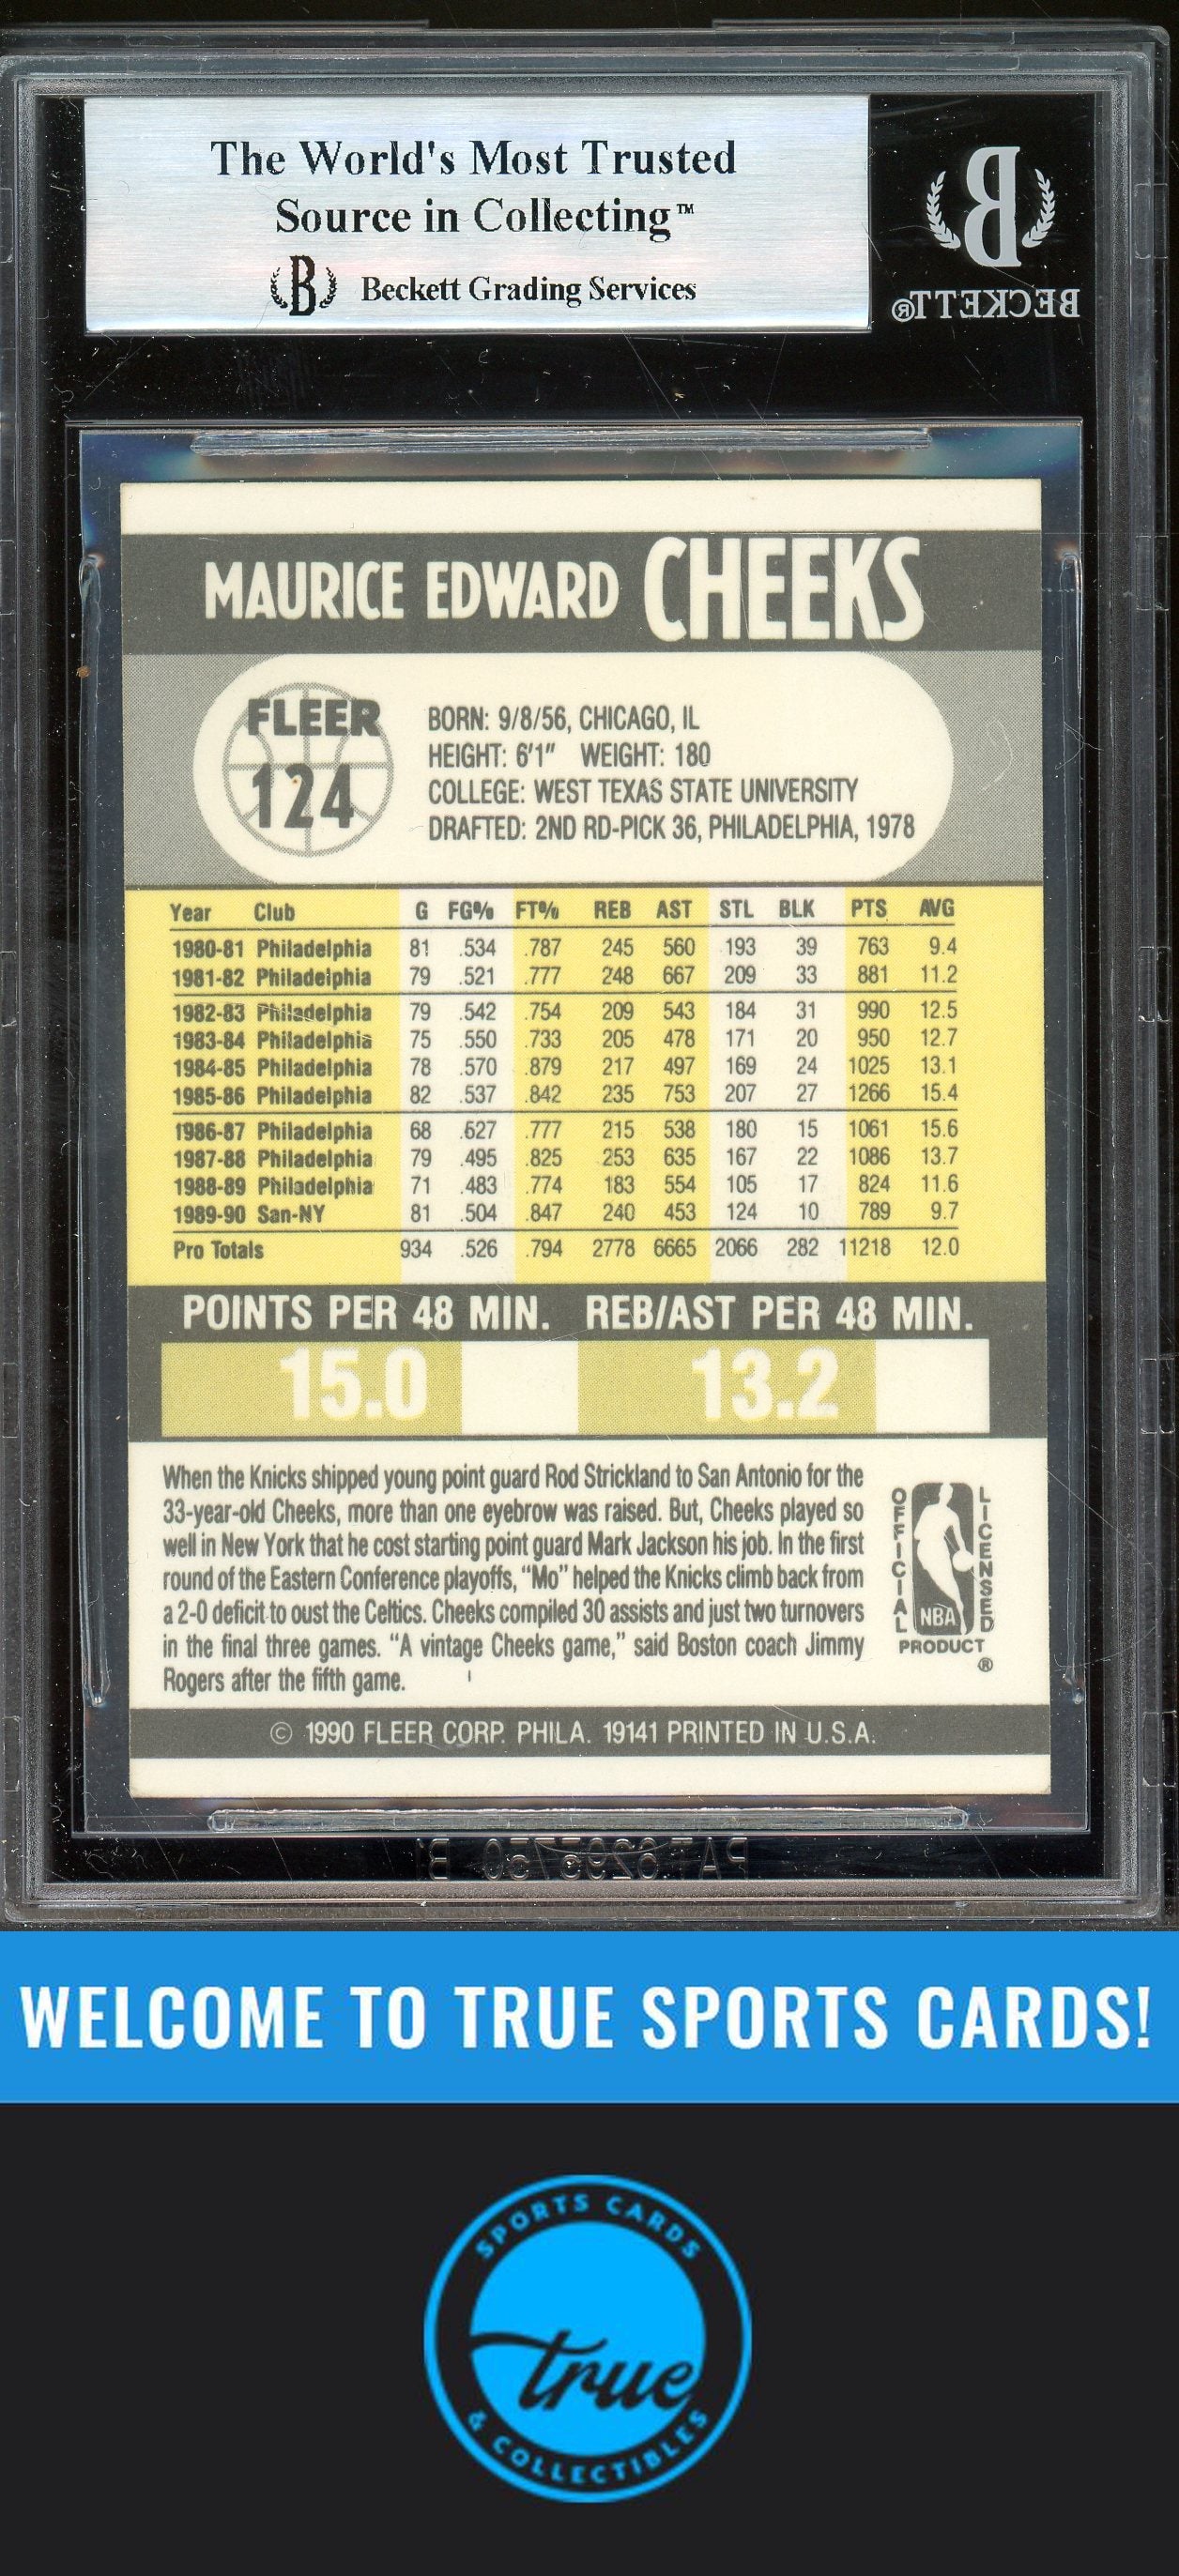 The World's Most Trusted
Source in Collecting™
B Beckett Grading Services
B
BECKETT®
MAURICE EDWARD CHEEKS
FLEER
124
BORN: 9/8/56, CHICAGO, IL
HEIGHT: 6'1" WEIGHT: 180
COLLEGE: WEST TEXAS STATE UNIVERSITY
DRAFTED: 2ND RD-PICK 36, PHILADELPHIA, 1978
Year Club G FG% FT% REB AST STL BLK PTS AVG
1980-81 Philadelphia 81 .534 .787 245 560 193 39 763 9.4
1981-82 Philadelphia 79 .521 .777 248 667 209 33 881 11.2
1982-83 Philadelphia 79 .542 .754 209 543 184 31 990 12.5
1983-84 Philadelphia 75 .550 .733 205 478 171 20 950 12.7
1984-85 Philadelphia 78 .570 .879 217 497 169 24 1025 13.1
1985-86 Philadelphia 82 .537 .842 235 753 207 27 1266 15.4
1986-87 Philadelphia 68 .627 .777 215 538 180 15 1061 15.6
1987-88 Philadelphia 79 .495 .825 253 635 167 22 1086 13.7
1988-89 Philadelphia 71 .483 .774 183 554 105 17 824 11.6
1989-90 San-NY 81 .504 .847 240 453 124 10 789 9.7
Pro Totals 934 .526 .794 2778 6665 2066 282 11218 12.0
POINTS PER 48 MIN. REB/AST PER 48 MIN.
15.0 13.2
When the Knicks shipped young point guard Rod Strickland to San Antonio for the
33-year-old Cheeks, more than one eyebrow was raised. But, Cheeks played so
well in New York that he cost starting point guard Mark Jackson his job. In the first
round of the Eastern Conference playoffs, "Mo" helped the Knicks climb back from
a 2-0 deficit to oust the Celtics. Cheeks compiled 30 assists and just two turnovers
in the final three games. "A vintage Cheeks game," said Boston coach Jimmy
Rogers after the fifth game.
OFFICIAL LICENSED
NBA
PRODUCT
®
© 1990 FLEER CORP. PHILA. 19141 PRINTED IN U.S.A.
WELCOME TO TRUE SPORTS CARDS!
SPORTS CARDS
true
& COLLECTIBLES